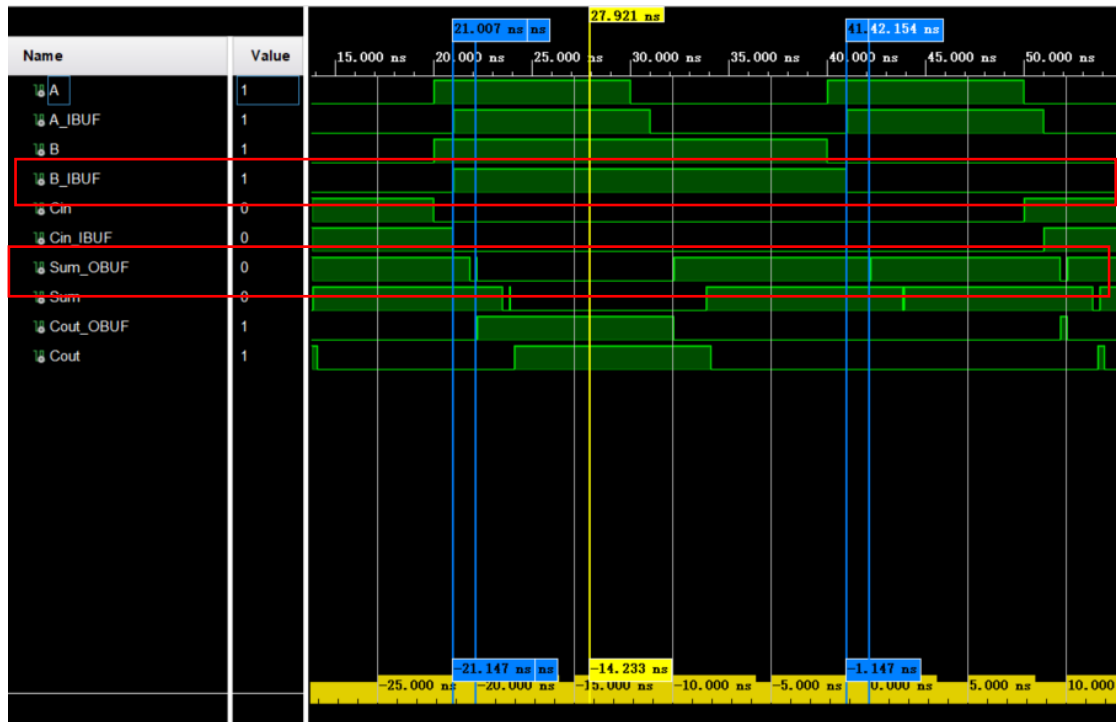 27.921 ns
21.007 ns ns
41. 42.154 ns
Name Value
15.000 ns 20.000 ns 25.000 ns 30.000 ns 35.000 ns 40.000 ns 45.000 ns 50.000 ns
A 1
A_IBUF 1
B 1
B_IBUF 1
Cin 0
Cin_IBUF 0
Sum_OBUF 0
Sum 0
Cout_OBUF 1
Cout 1
-21.147 ns ns
-14.233 ns
-1.147 ns
-25.000 ns -20.000 ns -15.000 ns -10.000 ns -5.000 ns 0.000 ns 5.000 ns 10.000